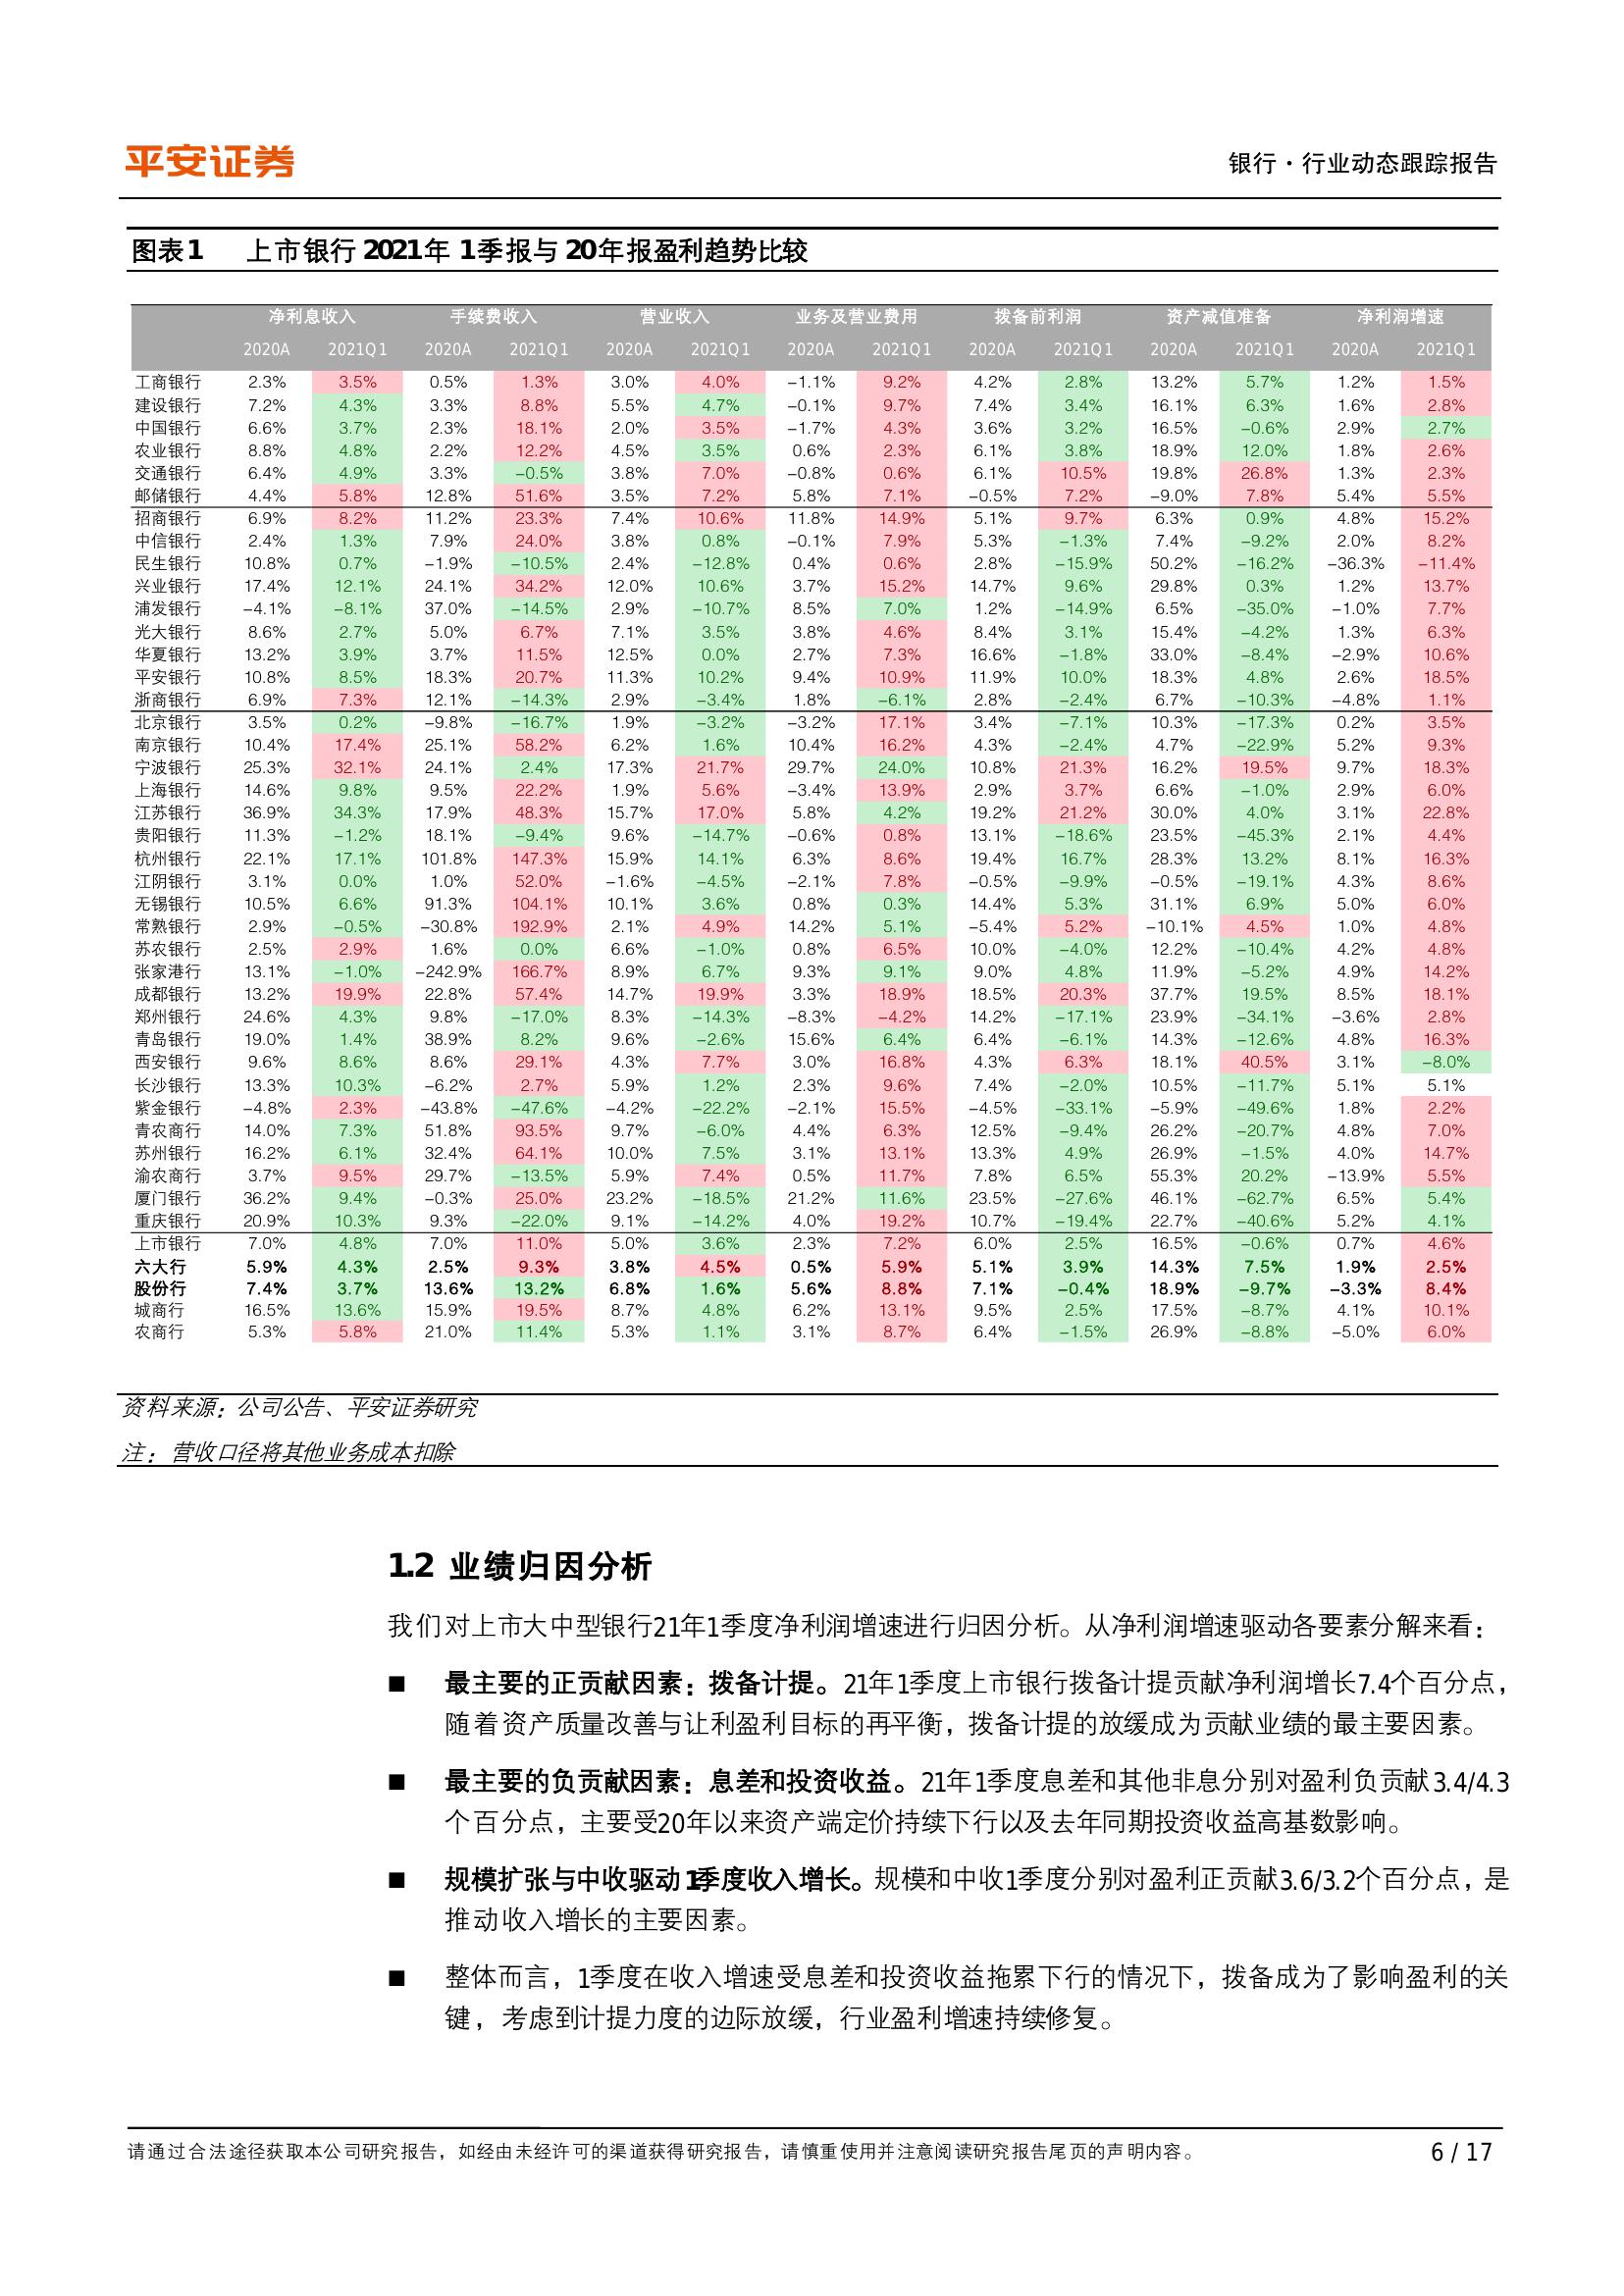 平安证券
银行·行业动态跟踪报告
图表1 上市银行2021年1季报与20年报盈利趋势比较
净利息收入 手续费收入 营业收入 业务及营业费用 拨备前利润 资产减值准备 净利润增速
2020A 2021Q1 2020A 2021Q1 2020A 2021Q1 2020A 2021Q1 2020A 2021Q1 2020A 2021Q1 2020A 2021Q1
工商银行 2.3% 3.5% 0.5% 1.3% 3.0% 4.0% −1.1% 9.2% 4.2% 2.8% 13.2% 5.7% 1.2% 1.5%
建设银行 7.2% 4.3% 3.3% 8.8% 5.5% 4.7% −0.1% 9.7% 7.4% 3.4% 16.1% 6.3% 1.6% 2.8%
中国银行 6.6% 3.7% 2.3% 18.1% 2.0% 3.5% −1.7% 4.3% 3.6% 3.2% 16.5% −0.6% 2.9% 2.7%
农业银行 8.8% 4.8% 2.2% 12.2% 4.5% 3.5% 0.6% 2.3% 6.1% 3.8% 18.9% 12.0% 1.8% 2.6%
交通银行 6.4% 4.9% 3.3% −0.5% 3.8% 7.0% −0.8% 0.6% 6.1% 10.5% 19.8% 26.8% 1.3% 2.3%
邮储银行 4.4% 5.8% 12.8% 51.6% 3.5% 7.2% 5.8% 7.1% −0.5% 7.2% −9.0% 7.8% 5.4% 5.5%
招商银行 6.9% 8.2% 11.2% 23.3% 7.4% 10.6% 11.8% 14.9% 5.1% 9.7% 6.3% 0.9% 4.8% 15.2%
中信银行 2.4% 1.3% 7.9% 24.0% 3.8% 0.8% −0.1% 7.9% 5.3% −1.3% 7.4% −9.2% 2.0% 8.2%
民生银行 10.8% 0.7% −1.9% −10.5% 2.4% −12.8% 0.4% 0.6% 2.8% −15.9% 50.2% −16.2% −36.3% −11.4%
兴业银行 17.4% 12.1% 24.1% 34.2% 12.0% 10.6% 3.7% 15.2% 14.7% 9.6% 29.8% 0.3% 1.2% 13.7%
浦发银行 −4.1% −8.1% 37.0% −14.5% 2.9% −10.7% 8.5% 7.0% 1.2% −14.9% 6.5% −35.0% −1.0% 7.7%
光大银行 8.6% 2.7% 5.0% 6.7% 7.1% 3.5% 3.8% 4.6% 8.4% 3.1% 15.4% −4.2% 1.3% 6.3%
华夏银行 13.2% 3.9% 3.7% 11.5% 12.5% 0.0% 2.7% 7.3% 16.6% −1.8% 33.0% −8.4% −2.9% 10.6%
平安银行 10.8% 8.5% 18.3% 20.7% 11.3% 10.2% 9.4% 10.9% 11.9% 10.0% 18.3% 4.8% 2.6% 18.5%
浙商银行 6.9% 7.3% 12.1% −14.3% 2.9% −3.4% 1.8% −6.1% 2.8% −2.4% 6.7% −10.3% −4.8% 1.1%
北京银行 3.5% 0.2% −9.8% −16.7% 1.9% −3.2% −3.2% 17.1% 3.4% −7.1% 10.3% −17.3% 0.2% 3.5%
南京银行 10.4% 17.4% 25.1% 58.2% 6.2% 1.6% 10.4% 16.2% 4.3% −2.4% 4.7% −22.9% 5.2% 9.3%
宁波银行 25.3% 32.1% 24.1% 2.4% 17.3% 21.7% 29.7% 24.0% 10.8% 21.3% 16.2% 19.5% 9.7% 18.3%
上海银行 14.6% 9.8% 9.5% 22.2% 1.9% 5.6% −3.4% 13.9% 2.9% 3.7% 6.6% −1.0% 2.9% 6.0%
江苏银行 36.9% 34.3% 17.9% 48.3% 15.7% 17.0% 5.8% 4.2% 19.2% 21.2% 30.0% 4.0% 3.1% 22.8%
贵阳银行 11.3% −1.2% 18.1% −9.4% 9.6% −14.7% −0.6% 0.8% 13.1% −18.6% 23.5% −45.3% 2.1% 4.4%
杭州银行 22.1% 17.1% 101.8% 147.3% 15.9% 14.1% 6.3% 8.6% 19.4% 16.7% 28.3% 13.2% 8.1% 16.3%
江阴银行 3.1% 0.0% 1.0% 52.0% −1.6% −4.5% −2.1% 7.8% −0.5% −9.9% −0.5% −19.1% 4.3% 8.6%
无锡银行 10.5% 6.6% 91.3% 104.1% 10.1% 3.6% 0.8% 0.3% 14.4% 5.3% 31.1% 6.9% 5.0% 6.0%
常熟银行 2.9% −0.5% −30.8% 192.9% 2.1% 4.9% 14.2% 5.1% −5.4% 5.2% −10.1% 4.5% 1.0% 4.8%
苏农银行 2.5% 2.9% 1.6% 0.0% 6.6% −1.0% 0.8% 6.5% 10.0% −4.0% 12.2% −10.4% 4.2% 4.8%
张家港行 13.1% −1.0% −242.9% 166.7% 8.9% 6.7% 9.3% 9.1% 9.0% 4.8% 11.9% −5.2% 4.9% 14.2%
成都银行 13.2% 19.9% 22.8% 57.4% 14.7% 19.9% 3.3% 18.9% 18.5% 20.3% 37.7% 19.5% 8.5% 18.1%
郑州银行 24.6% 4.3% 9.8% −17.0% 8.3% −14.3% −8.3% −4.2% 14.2% −17.1% 23.9% −34.1% −3.6% 2.8%
青岛银行 19.0% 1.4% 38.9% 8.2% 9.6% −2.6% 15.6% 6.4% 6.4% −6.1% 14.3% −12.6% 4.8% 16.3%
西安银行 9.6% 8.6% 8.6% 29.1% 4.3% 7.7% 3.0% 16.8% 4.3% 6.3% 18.1% 40.5% 3.1% −8.0%
长沙银行 13.3% 10.3% −6.2% 2.7% 5.9% 1.2% 2.3% 9.6% 7.4% −2.0% 10.5% −11.7% 5.1% 5.1%
紫金银行 −4.8% 2.3% −43.8% −47.6% −4.2% −22.2% −2.1% 15.5% −4.5% −33.1% −5.9% −49.6% 1.8% 2.2%
青农商行 14.0% 7.3% 51.8% 93.5% 9.7% −6.0% 4.4% 6.3% 12.5% −9.4% 26.2% −20.7% 4.8% 7.0%
苏州银行 16.2% 6.1% 32.4% 64.1% 10.0% 7.5% 3.1% 13.1% 13.3% 4.9% 26.9% −1.5% 4.0% 14.7%
渝农商行 3.7% 9.5% 29.7% −13.5% 5.9% 7.4% 0.5% 11.7% 7.8% 6.5% 55.3% 20.2% −13.9% 5.5%
厦门银行 36.2% 9.4% −0.3% 25.0% 23.2% −18.5% 21.2% 11.6% 23.5% −27.6% 46.1% −62.7% 6.5% 5.4%
重庆银行 20.9% 10.3% 9.3% −22.0% 9.1% −14.2% 4.0% 19.2% 10.7% −19.4% 22.7% −40.6% 5.2% 4.1%
上市银行 7.0% 4.8% 7.0% 11.0% 5.0% 3.6% 2.3% 7.2% 6.0% 2.5% 16.5% −0.6% 0.7% 4.6%
六大行 5.9% 4.3% 2.5% 9.3% 3.8% 4.5% 0.5% 5.9% 5.1% 3.9% 14.3% 7.5% 1.9% 2.5%
股份行 7.4% 3.7% 13.6% 13.2% 6.8% 1.6% 5.6% 8.8% 7.1% −0.4% 18.9% −9.7% −3.3% 8.4%
城商行 16.5% 13.6% 15.9% 19.5% 8.7% 4.8% 6.2% 13.1% 9.5% 2.5% 17.5% −8.7% 4.1% 10.1%
农商行 5.3% 5.8% 21.0% 11.4% 5.3% 1.1% 3.1% 8.7% 6.4% −1.5% 26.9% −8.8% −5.0% 6.0%
资料来源：公司公告、平安证券研究
注：营收口径将其他业务成本扣除
1.2 业绩归因分析
我们对上市大中型银行21年1季度净利润增速进行归因分析。从净利润增速驱动各要素分解来看：
■ 最主要的正贡献因素：拨备计提。21年1季度上市银行拨备计提贡献净利润增长7.4个百分点，
随着资产质量改善与让利盈利目标的再平衡，拨备计提的放缓成为贡献业绩的最主要因素。
■ 最主要的负贡献因素：息差和投资收益。21年1季度息差和其他非息分别对盈利负贡献3.4/4.3
个百分点，主要受20年以来资产端定价持续下行以及去年同期投资收益高基数影响。
■ 规模扩张与中收驱动1季度收入增长。规模和中收1季度分别对盈利正贡献3.6/3.2个百分点，是
推动收入增长的主要因素。
■ 整体而言，1季度在收入增速受息差和投资收益拖累下行的情况下，拨备成为了影响盈利的关
键，考虑到计提力度的边际放缓，行业盈利增速持续修复。
请通过合法途径获取本公司研究报告，如经由未经许可的渠道获得研究报告，请慎重使用并注意阅读研究报告尾页的声明内容。
6 / 17